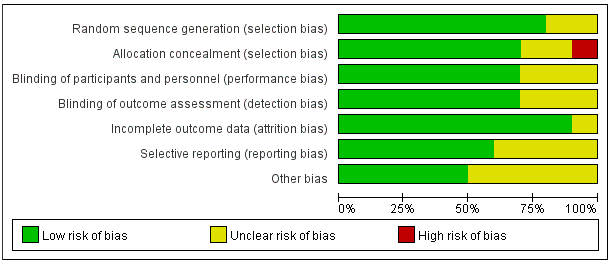 Random sequence generation (selection bias)
Allocation concealment (selection bias)
Blinding of participants and personnel (performance bias)
Blinding of outcome assessment (detection bias)
Incomplete outcome data (attrition bias)
Selective reporting (reporting bias)
Other bias
0% 25% 50% 75% 100%
Low risk of bias Unclear risk of bias High risk of bias